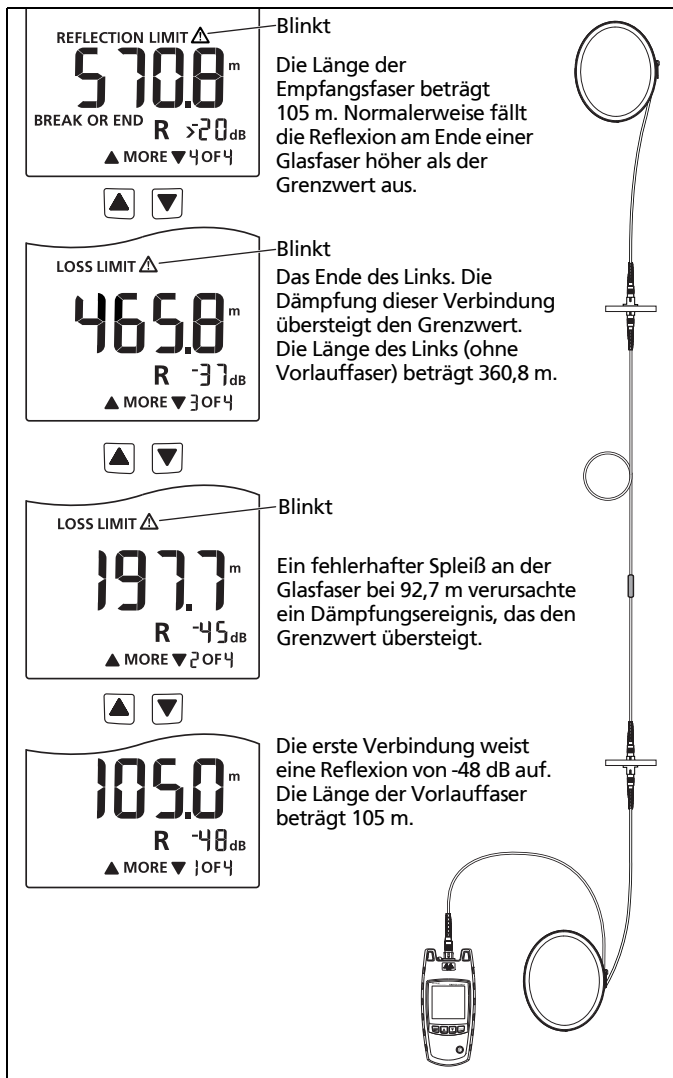 REFLECTION LIMIT ⚠
570.8 m
BREAK OR END R >-20 dB
▲ MORE ▼ 4 OF 4
Blinkt
Die Länge der
Empfangsfaser beträgt
105 m. Normalerweise fällt
die Reflexion am Ende einer
Glasfaser höher als der
Grenzwert aus.
LOSS LIMIT ⚠
465.8 m
R -37 dB
▲ MORE ▼ 3 OF 4
Blinkt
Das Ende des Links. Die
Dämpfung dieser Verbindung
übersteigt den Grenzwert.
Die Länge des Links (ohne
Vorlauffaser) beträgt 360,8 m.
LOSS LIMIT ⚠
197.7 m
R -45 dB
▲ MORE ▼ 2 OF 4
Blinkt
Ein fehlerhafter Spleiß an der
Glasfaser bei 92,7 m verursachte
ein Dämpfungsereignis, das den
Grenzwert übersteigt.
105.0 m
R -48 dB
▲ MORE ▼ 1 OF 4
Die erste Verbindung weist
eine Reflexion von -48 dB auf.
Die Länge der Vorlauffaser
beträgt 105 m.